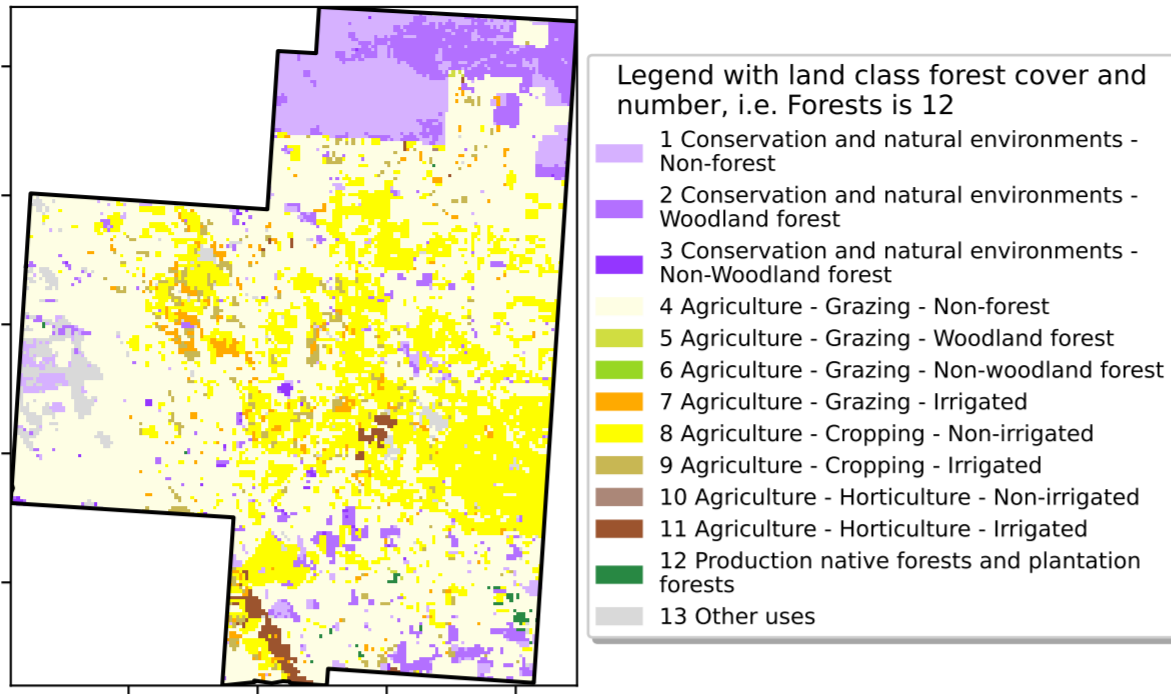 Legend with land class forest cover and
number, i.e. Forests is 12
1 Conservation and natural environments -
Non-forest
2 Conservation and natural environments -
Woodland forest
3 Conservation and natural environments -
Non-Woodland forest
4 Agriculture - Grazing - Non-forest
5 Agriculture - Grazing - Woodland forest
6 Agriculture - Grazing - Non-woodland forest
7 Agriculture - Grazing - Irrigated
8 Agriculture - Cropping - Non-irrigated
9 Agriculture - Cropping - Irrigated
10 Agriculture - Horticulture - Non-irrigated
11 Agriculture - Horticulture - Irrigated
12 Production native forests and plantation
forests
13 Other uses